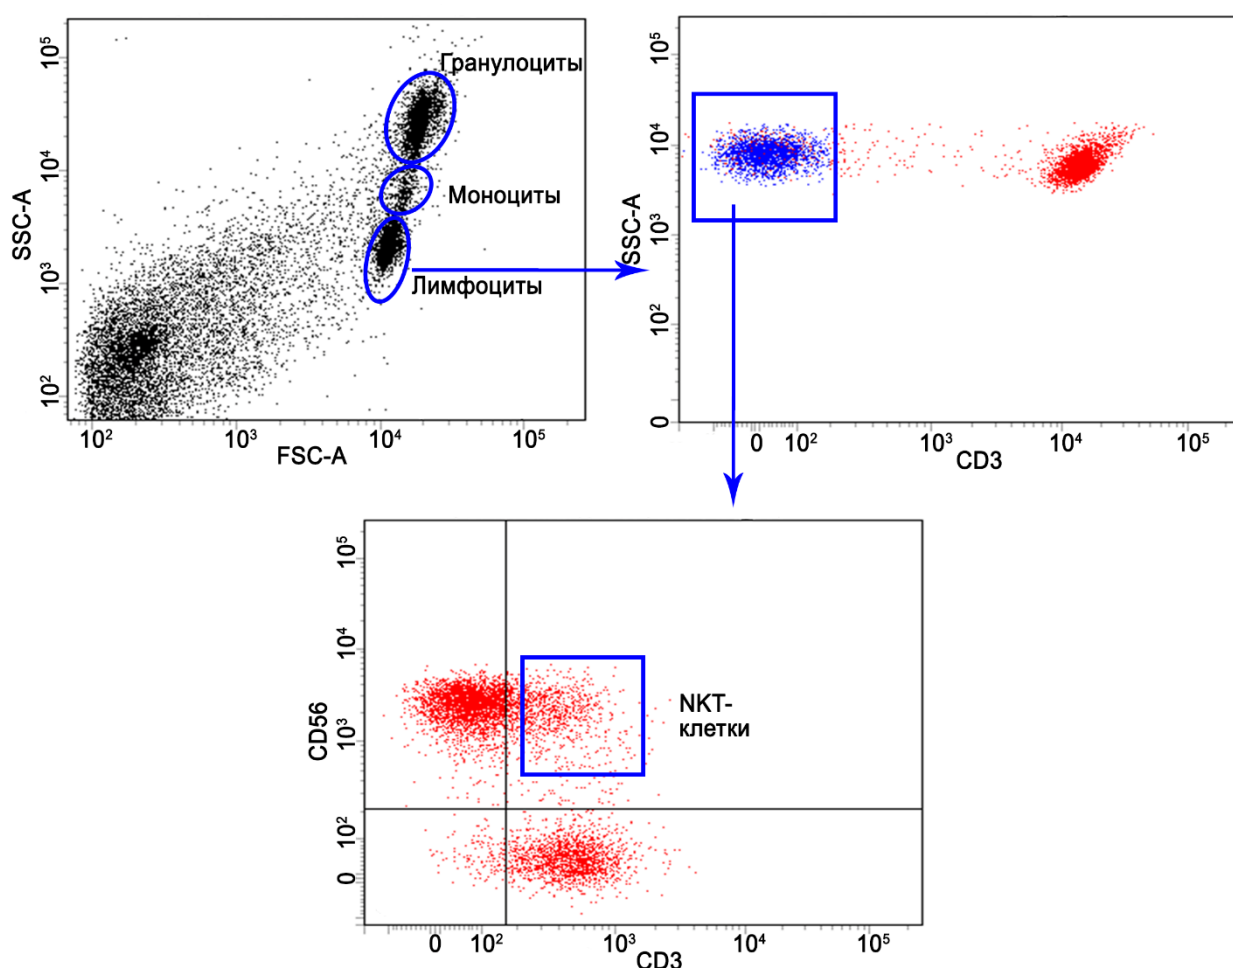 10⁵
10⁴
10³
10²
SSC-A
Гранулоциты
Моноциты
Лимфоциты
10² 10³ 10⁴ 10⁵
FSC-A
10⁵
10⁴
10³
10²
0
SSC-A
0 10² 10³ 10⁴ 10⁵
CD3
10⁵
10⁴
10³
10²
0
CD56
NKT-
клетки
0 10² 10³ 10⁴ 10⁵
CD3